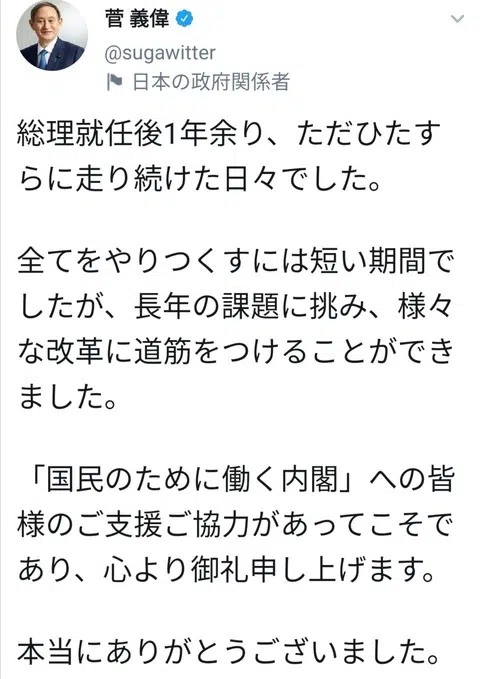 菅 義偉
@sugawitter
日本の政府関係者
総理就任後1年余り、ただひたす
らに走り続けた日々でした。
全てをやりつくすには短い期間で
したが、長年の課題に挑み、様々
な改革に道筋をつけることができ
ました。
「国民のために働く内閣」への皆
様のご支援ご協力があってこそで
あり、心より御礼申し上げます。
本当にありがとうございました。